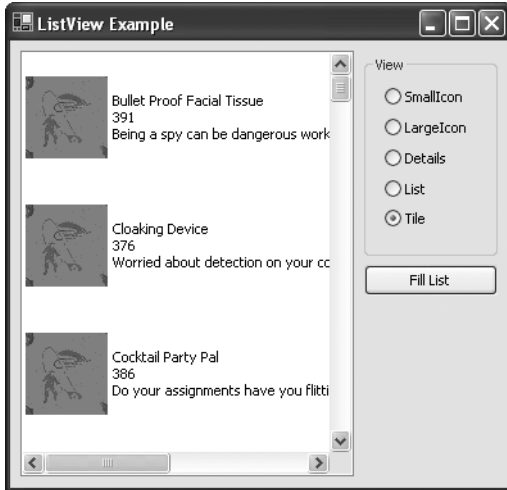 ListView Example
Bullet Proof Facial Tissue
391
Being a spy can be dangerous work
Cloaking Device
376
Worried about detection on your co
Cocktail Party Pal
386
Do your assignments have you flitti
View
SmallIcon
LargeIcon
Details
List
Tile
Fill List